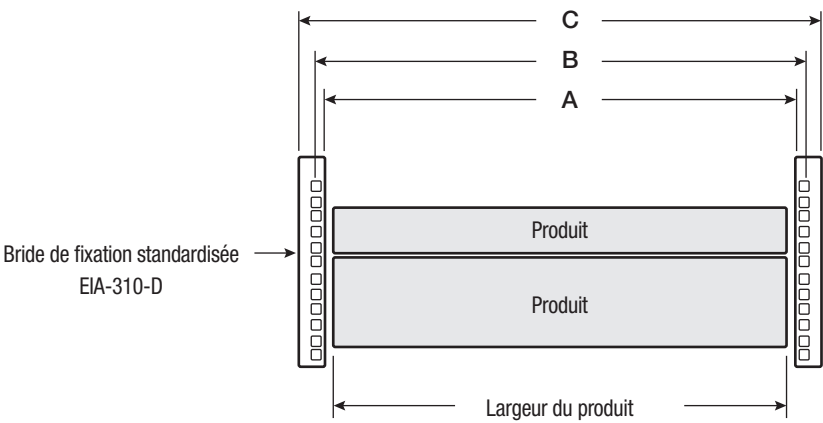 C
B
A
Produit
Bride de fixation standardisée
EIA-310-D
Produit
Largeur du produit